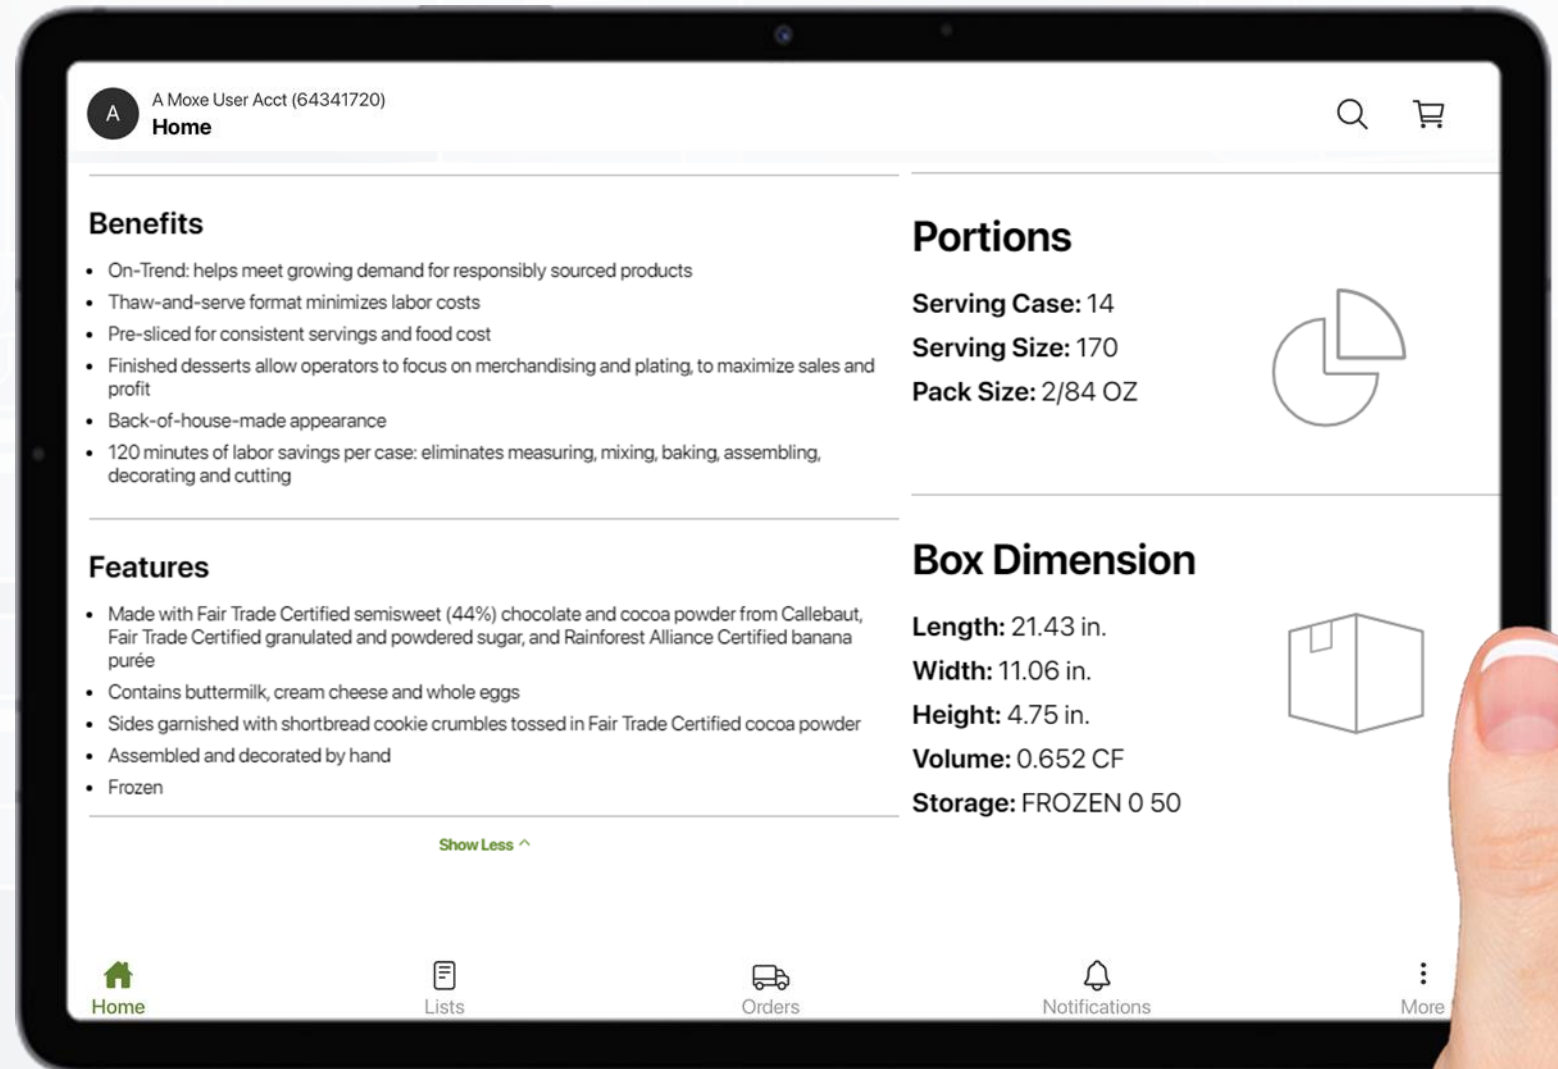 A
A Moxe User Acct (64341720)
Home
Benefits
• On-Trend: helps meet growing demand for responsibly sourced products
• Thaw-and-serve format minimizes labor costs
• Pre-sliced for consistent servings and food cost
• Finished desserts allow operators to focus on merchandising and plating, to maximize sales and
profit
• Back-of-house-made appearance
• 120 minutes of labor savings per case: eliminates measuring, mixing, baking, assembling,
decorating and cutting
Features
• Made with Fair Trade Certified semisweet (44%) chocolate and cocoa powder from Callebaut,
Fair Trade Certified granulated and powdered sugar, and Rainforest Alliance Certified banana
purée
• Contains buttermilk, cream cheese and whole eggs
• Sides garnished with shortbread cookie crumbles tossed in Fair Trade Certified cocoa powder
• Assembled and decorated by hand
• Frozen
Show Less
Portions
Serving Case: 14
Serving Size: 170
Pack Size: 2/84 OZ
Box Dimension
Length: 21.43 in.
Width: 11.06 in.
Height: 4.75 in.
Volume: 0.652 CF
Storage: FROZEN 0 50
Home
Lists
Orders
Notifications
More